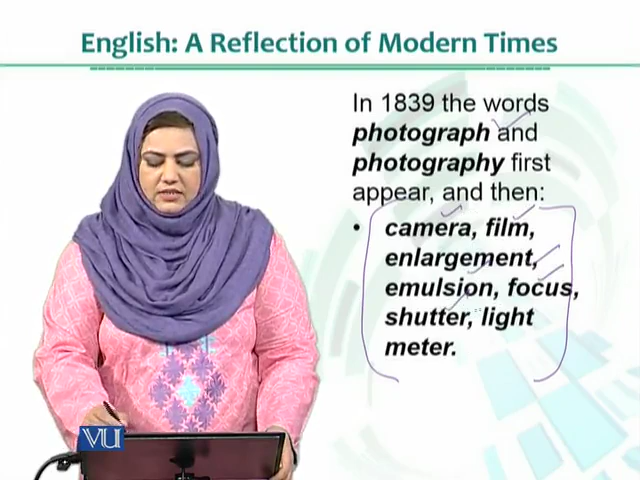 English: A Reflection of Modern Times
In 1839 the words
photograph and
photography first
appear, and then:
• camera, film,
enlargement,
emulsion, focus,
shutter, light
meter.
VU